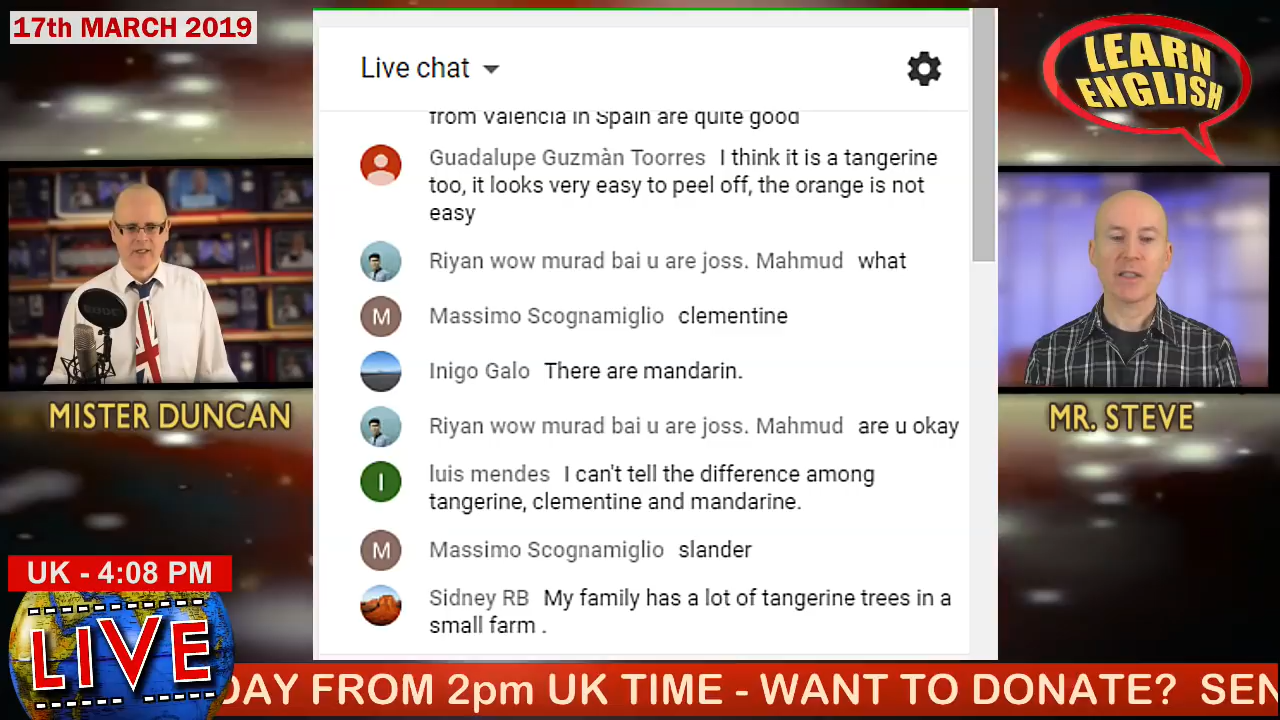 17th MARCH 2019
LEARN
ENGLISH
Live chat
from Valencia in Spain are quite good
Guadalupe Guzmàn Toorres I think it is a tangerine
too, it looks very easy to peel off, the orange is not
easy
Riyan wow murad bai u are joss. Mahmud what
M Massimo Scognamiglio clementine
Inigo Galo There are mandarin.
Riyan wow murad bai u are joss. Mahmud are u okay
l luis mendes I can't tell the difference among
tangerine, clementine and mandarine.
M Massimo Scognamiglio slander
Sidney RB My family has a lot of tangerine trees in a
small farm .
MISTER DUNCAN
MR. STEVE
UK - 4:08 PM
LIVE
DAY FROM 2pm UK TIME - WANT TO DONATE? SEN